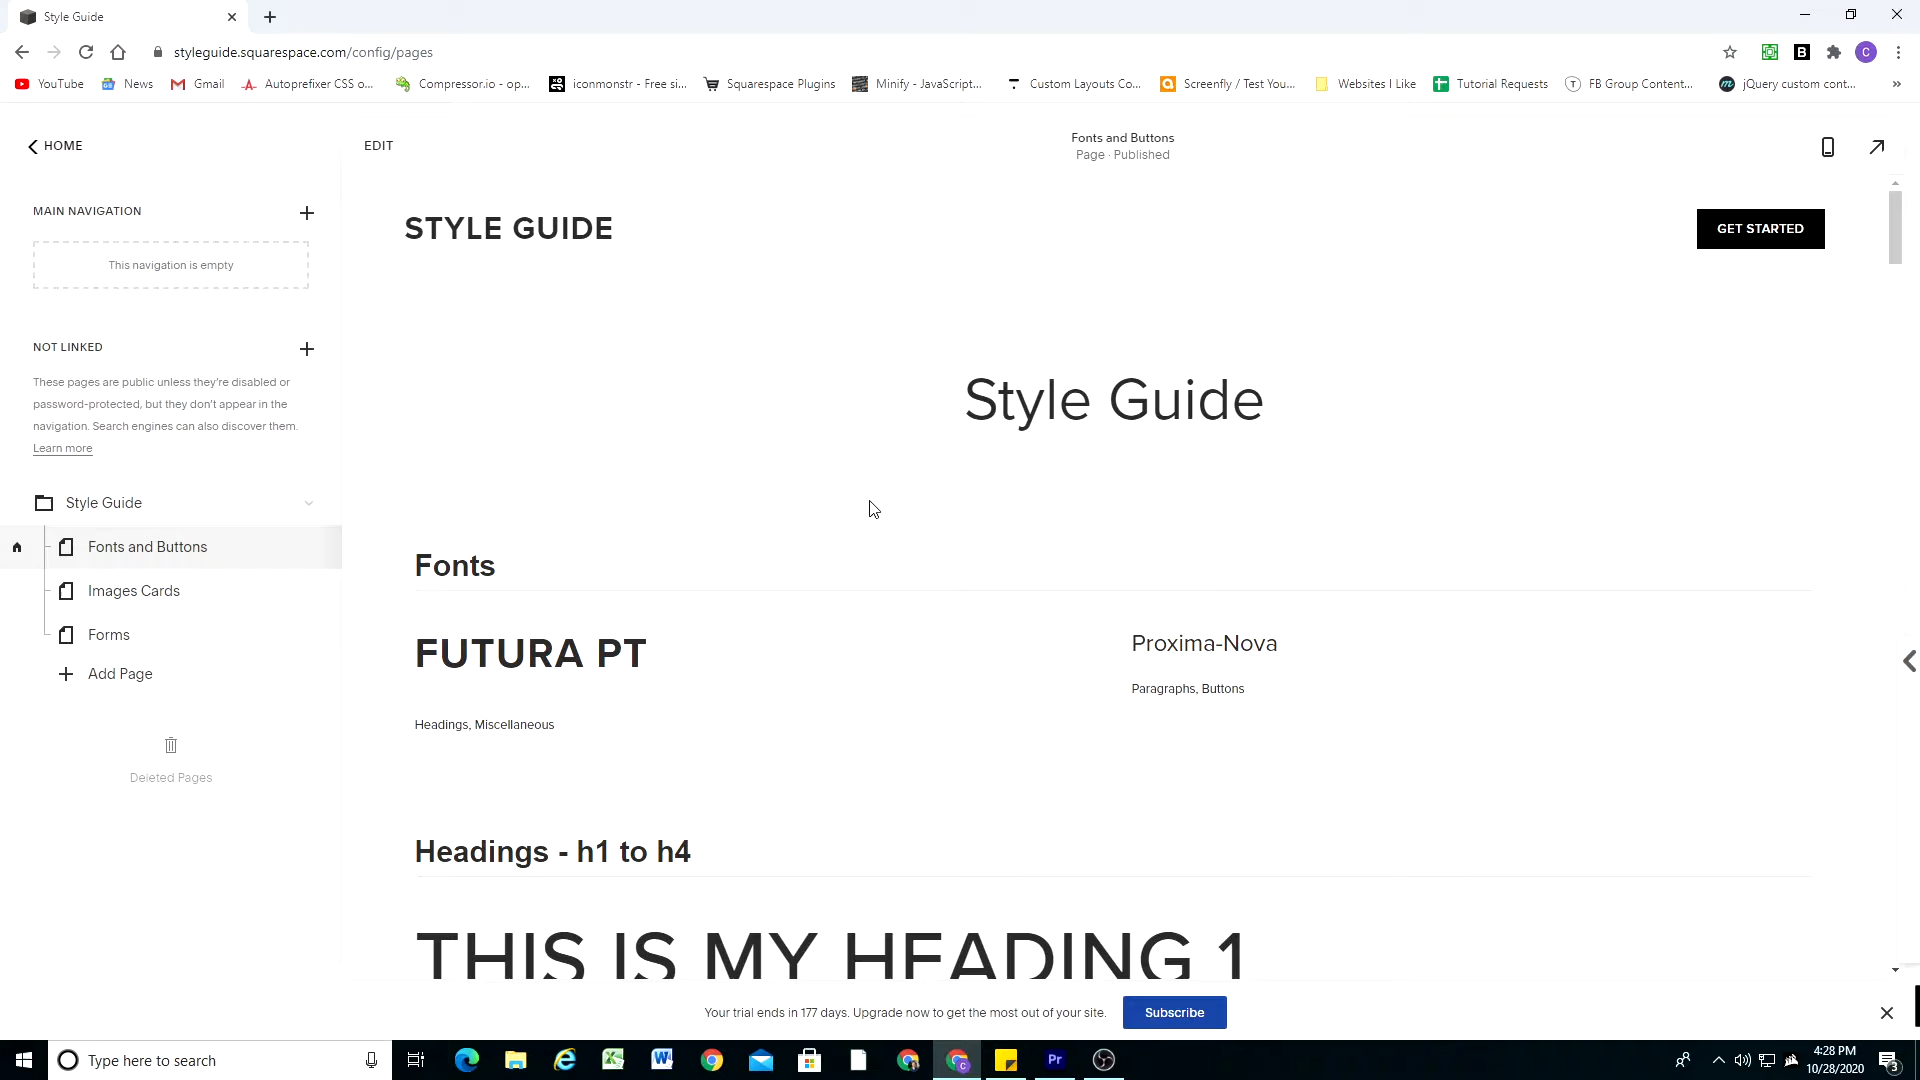 Style Guide
styleguide.squarespace.com/config/pages
YouTube
News
Gmail
Autoprefixer CSS o...
Compressor.io - op...
iconmonstr - Free si...
Squarespace Plugins
Minify - JavaScript...
Custom Layouts Co...
Screenfly / Test You...
Websites I Like
Tutorial Requests
FB Group Content...
jQuery custom cont...
»
HOME
EDIT
Fonts and Buttons
Page · Published
MAIN NAVIGATION
This navigation is empty
NOT LINKED
These pages are public unless they're disabled or
password-protected, but they don't appear in the
navigation. Search engines can also discover them.
Learn more
Style Guide
Fonts and Buttons
Images Cards
Forms
Add Page
Deleted Pages
STYLE GUIDE
GET STARTED
Style Guide
Fonts
FUTURA PT
Headings, Miscellaneous
Proxima-Nova
Paragraphs, Buttons
Headings - h1 to h4
THIS IS MY HEADING 1
Your trial ends in 177 days. Upgrade now to get the most out of your site.
Subscribe
Type here to search
4:28 PM
10/28/2020
3